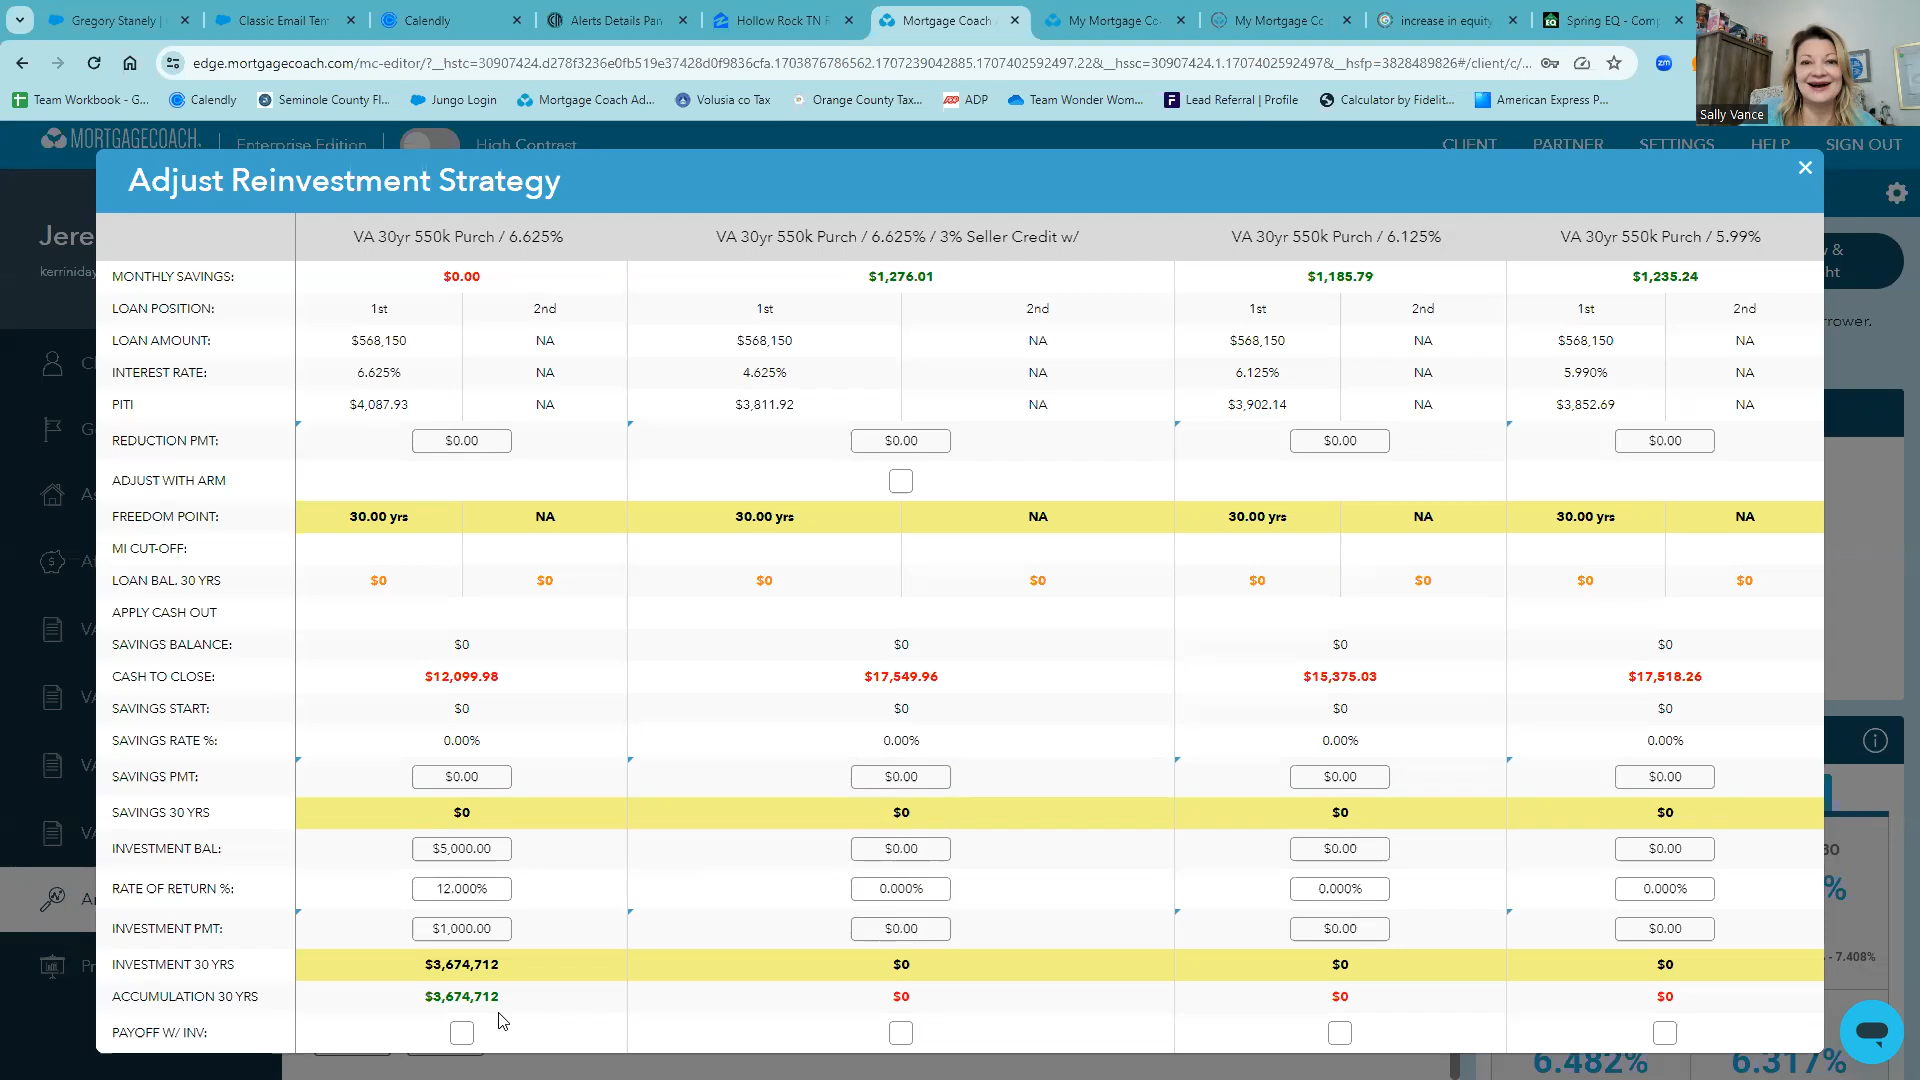 Gregory Stanely |
Classic Email Tem
Calendly
Alerts Details Pan
Hollow Rock TN R
Mortgage Coach
My Mortgage Co
My Mortgage Co
increase in equity
Spring EQ - Comp
edge.mortgagecoach.com/mc-editor/?__hstc=30907424.d278f3236e0fb519e37428d0f9836cfa.1703876786562.1707239042885.1707402592497.22&__hssc=30907424.1.1707402592497&__hsfp=3828489826#/client/c/...
zm
Team Workbook - G...
Calendly
Seminole County Fl...
Jungo Login
Mortgage Coach Ad...
Volusia co Tax
Orange County Tax...
ADP
Team Wonder Wom...
Lead Referral | Profile
Calculator by Fidelit...
American Express P...
Sally Vance
MORTGAGECOACH
Enterprise Edition
High Contrast
CLIENT PARTNER SETTINGS HELP SIGN OUT
Adjust Reinvestment Strategy
Jere
kerriniday
VA 30yr 550k Purch / 6.625% VA 30yr 550k Purch / 6.625% / 3% Seller Credit w/ VA 30yr 550k Purch / 6.125% VA 30yr 550k Purch / 5.99%
MONTHLY SAVINGS: $0.00 $1,276.01 $1,185.79 $1,235.24
LOAN POSITION: 1st 2nd 1st 2nd 1st 2nd 1st 2nd
LOAN AMOUNT: $568,150 NA $568,150 NA $568,150 NA $568,150 NA
INTEREST RATE: 6.625% NA 4.625% NA 6.125% NA 5.990% NA
PITI $4,087.93 NA $3,811.92 NA $3,902.14 NA $3,852.69 NA
REDUCTION PMT: $0.00 $0.00 $0.00 $0.00
ADJUST WITH ARM
FREEDOM POINT: 30.00 yrs NA 30.00 yrs NA 30.00 yrs NA 30.00 yrs NA
MI CUT-OFF:
LOAN BAL. 30 YRS $0 $0 $0 $0 $0 $0 $0 $0
APPLY CASH OUT
SAVINGS BALANCE: $0 $0 $0 $0
CASH TO CLOSE: $12,099.98 $17,549.96 $15,375.03 $17,518.26
SAVINGS START: $0 $0 $0 $0
SAVINGS RATE %: 0.00% 0.00% 0.00% 0.00%
SAVINGS PMT: $0.00 $0.00 $0.00 $0.00
SAVINGS 30 YRS $0 $0 $0 $0
INVESTMENT BAL: $5,000.00 $0.00 $0.00 $0.00
RATE OF RETURN %: 12.000% 0.000% 0.000% 0.000%
INVESTMENT PMT: $1,000.00 $0.00 $0.00 $0.00
INVESTMENT 30 YRS $3,674,712 $0 $0 $0
ACCUMULATION 30 YRS $3,674,712 $0 $0 $0
PAYOFF W/ INV:
rower.
- 7.408%
6.482% 6.317%